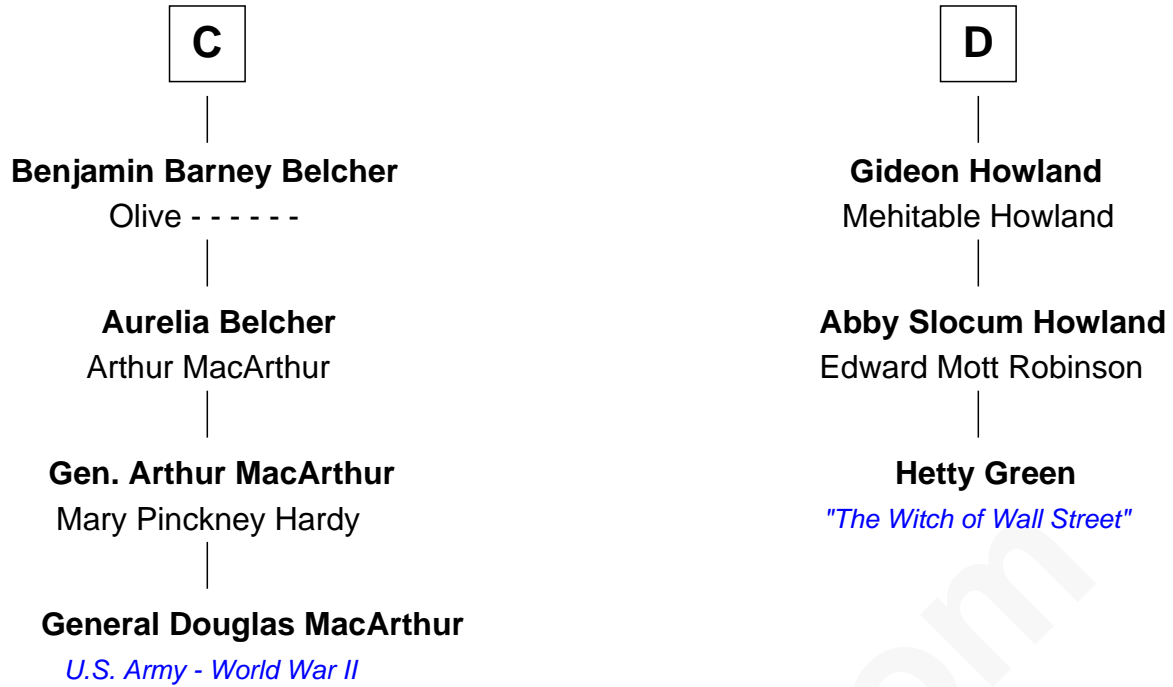 C
Benjamin Barney Belcher
Olive - - - - - -
Aurelia Belcher
Arthur MacArthur
Gen. Arthur MacArthur
Mary Pinckney Hardy
General Douglas MacArthur
U.S. Army - World War II
D
Gideon Howland
Mehitable Howland
Abby Slocum Howland
Edward Mott Robinson
Hetty Green
"The Witch of Wall Street"
om